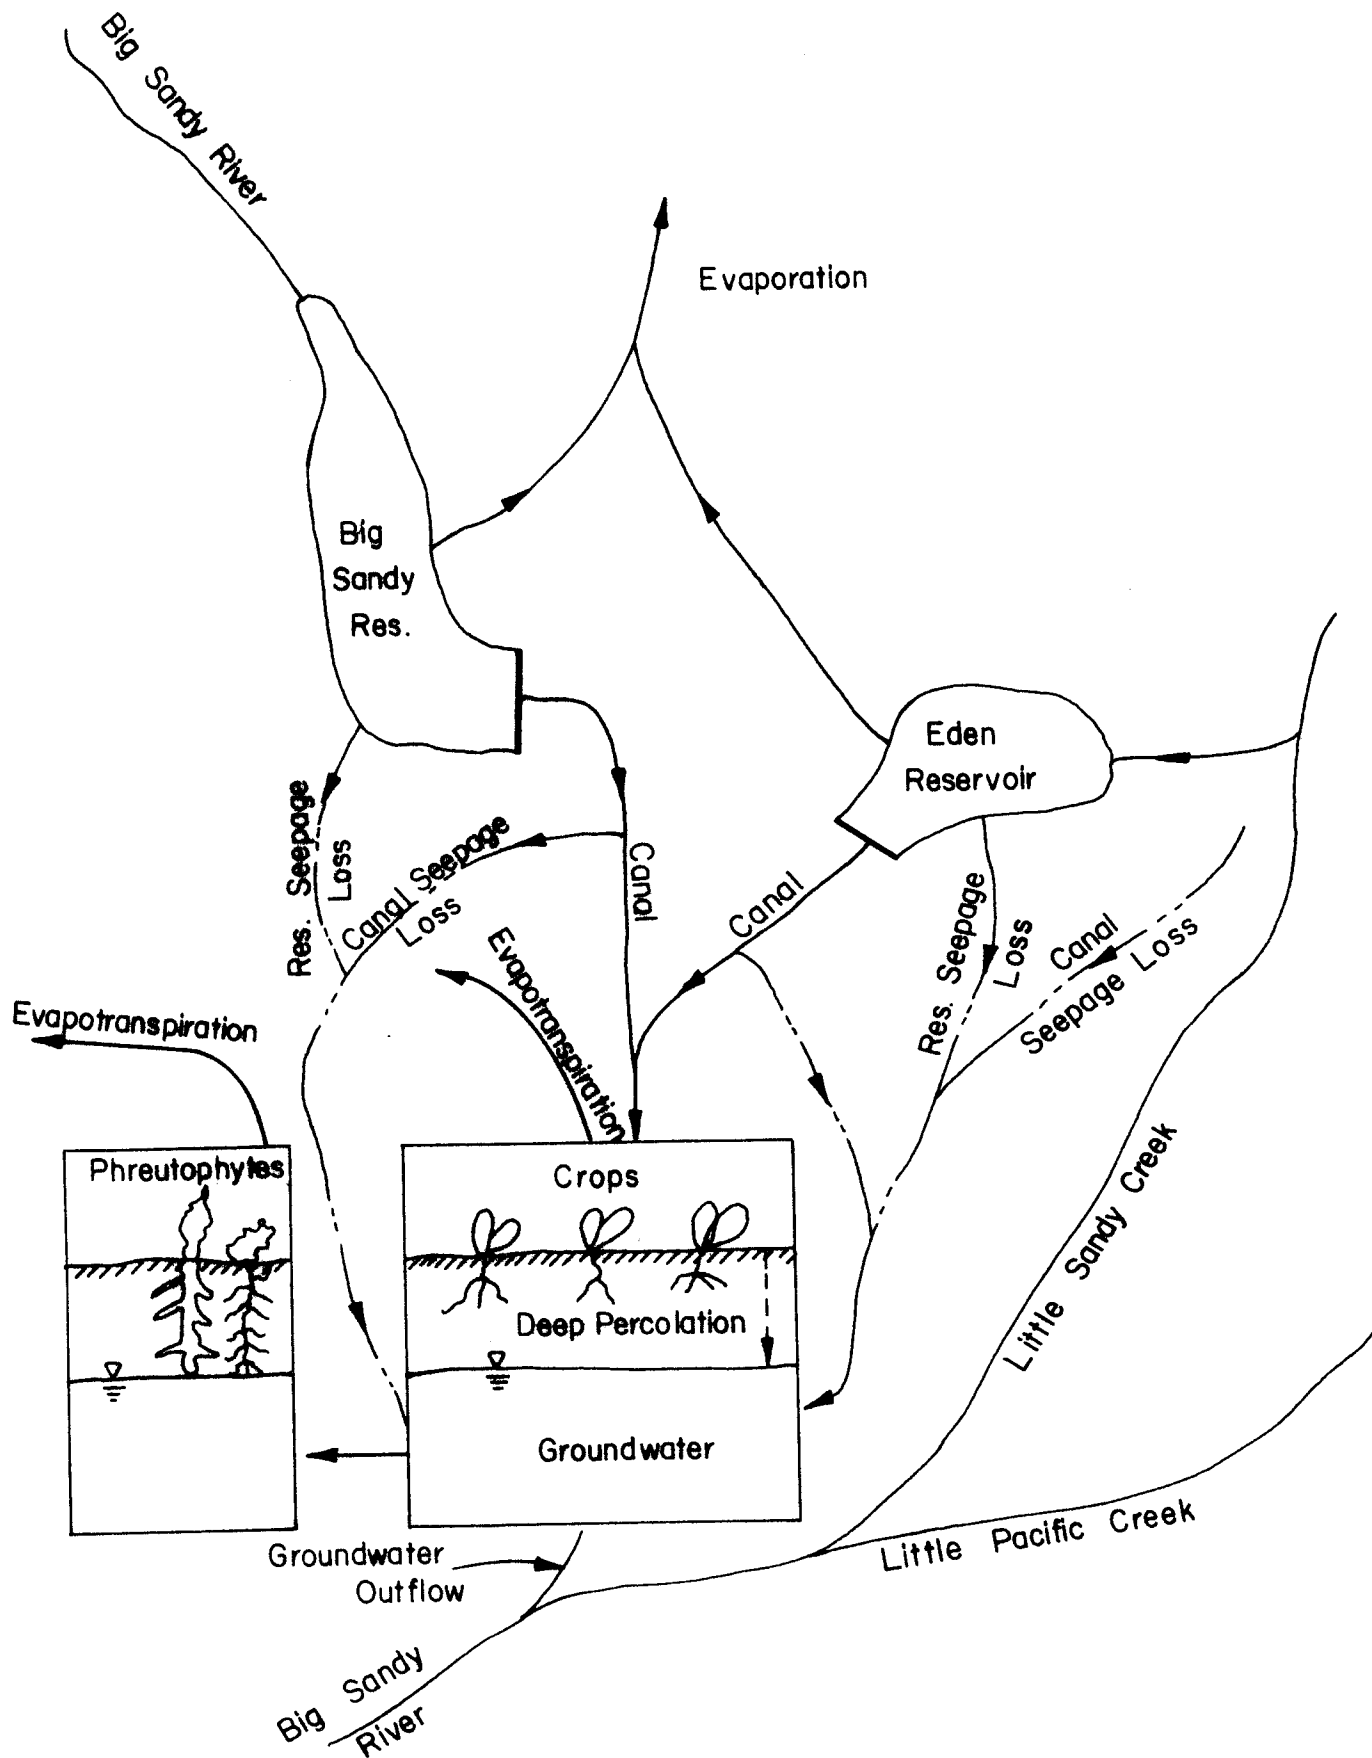 Big Sandy River
Evaporation
Big
Sandy
Res.
Eden
Reservoir
Res. Seepage
Loss
Canal Seepage
Loss
Canal
Canal
Res. Seepage
Loss
Canal
Seepage Loss
Evapotranspiration
Evapotranspiration
Phreutophytes
Crops
Deep Percolation
Groundwater
Little Sandy Creek
Little Pacific Creek
Groundwater
Outflow
Big Sandy
River